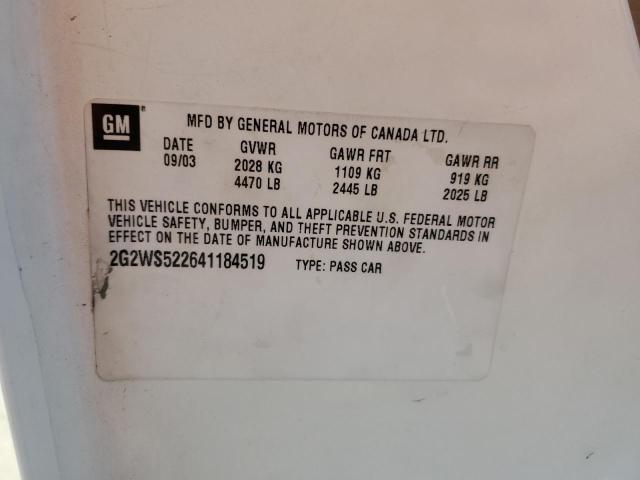 GM ®
MFD BY GENERAL MOTORS OF CANADA LTD.
DATE GVWR GAWR FRT GAWR RR
09/03 2028 KG 1109 KG 919 KG
4470 LB 2445 LB 2025 LB
THIS VEHICLE CONFORMS TO ALL APPLICABLE U.S. FEDERAL MOTOR
VEHICLE SAFETY, BUMPER, AND THEFT PREVENTION STANDARDS IN
EFFECT ON THE DATE OF MANUFACTURE SHOWN ABOVE.
2G2WS522641184519 TYPE: PASS CAR